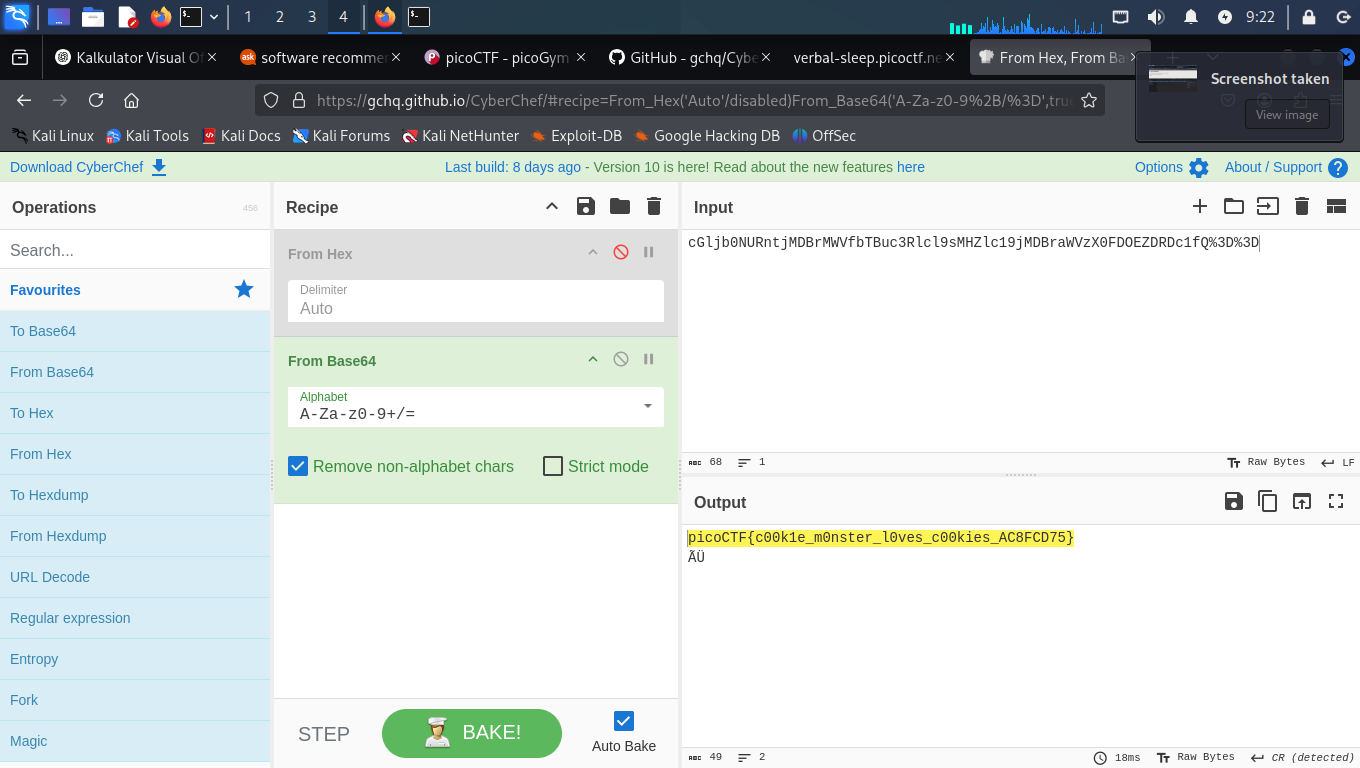 1 2 3 4 9:22
Kalkulator Visual Of software recommen picoCTF - picoGym GitHub - gchq/Cybe verbal-sleep.picoctf.ne From Hex, From Ba
Screenshot taken
https://gchq.github.io/CyberChef/#recipe=From_Hex('Auto'/disabled)From_Base64('A-Za-z0-9%2B/%3D',true
View image
Kali Linux Kali Tools Kali Docs Kali Forums Kali NetHunter Exploit-DB Google Hacking DB OffSec
Download CyberChef Last build: 8 days ago - Version 10 is here! Read about the new features here Options About / Support
Operations 456 Recipe Input
Search... cGljb0NURntjMDBrMWVfbTBuc3Rlcl9sMHZlc19jMDBraWVzX0FDOEZDRDc1fQ%3D%3D
From Hex
Favourites Delimiter
Auto
To Base64
From Base64
From Base64 Alphabet
A-Za-z0-9+/=
To Hex
From Hex Remove non-alphabet chars Strict mode 68 1 Raw Bytes LF
To Hexdump Output
From Hexdump picoCTF{c00k1e_m0nster_l0ves_c00kies_AC8FCD75}
ÃÜ
URL Decode
Regular expression
Entropy
Fork
Magic STEP BAKE! Auto Bake 49 2 18ms Raw Bytes CR (detected)